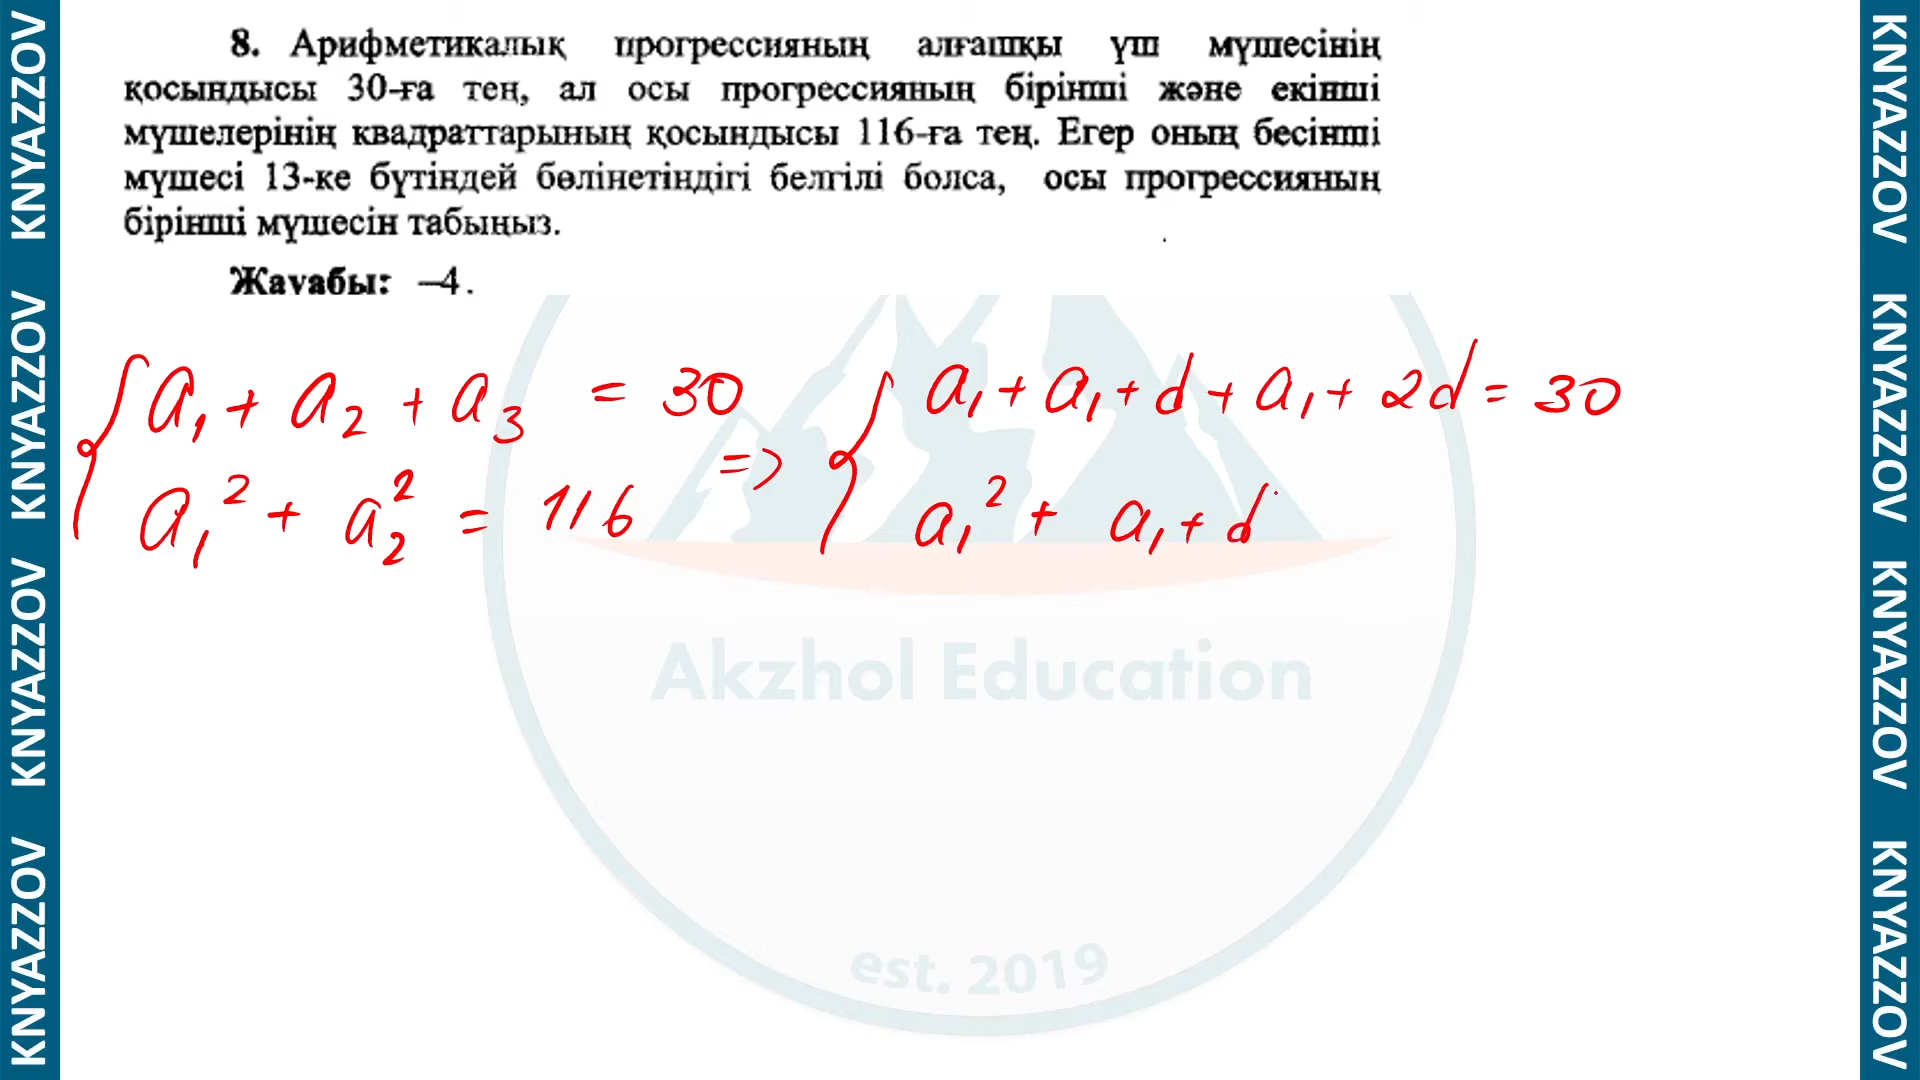 8. Арифметикалық прогрессияның алғашқы үш мүшесінің
қосындысы 30-ға тең, ал осы прогрессияның бірінші және екінші
мүшелерінің квадраттарының қосындысы 116-ға тең. Егер оның бесінші
мүшесі 13-ке бүтіндей бөлінетіндігі белгілі болса, осы прогрессияның
бірінші мүшесін табыңыз.
Жауабы: –4.
a₁ + a₂ + a₃ = 30 => a₁ + a₁ + d + a₁ + 2d = 30
a₁² + a₂² = 116 a₁² + a₁ + d
Akzhol Education
est. 2019
KNYAZZOV KNYAZZOV KNYAZZOV KNYAZZOV
KNYAZZOV KNYAZZOV KNYAZZOV KNYAZZOV